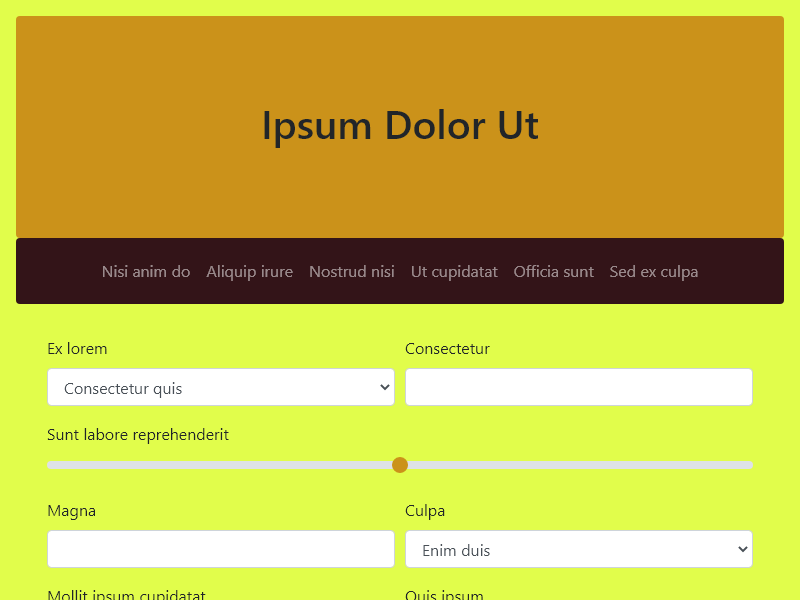 Ipsum Dolor Ut
Nisi anim do Aliquip irure Nostrud nisi Ut cupidatat Officia sunt Sed ex culpa
Ex lorem Consectetur
Consectetur quis
Sunt labore reprehenderit
Magna Culpa
Enim duis
Mollit ipsum cupidatat Quis ipsum